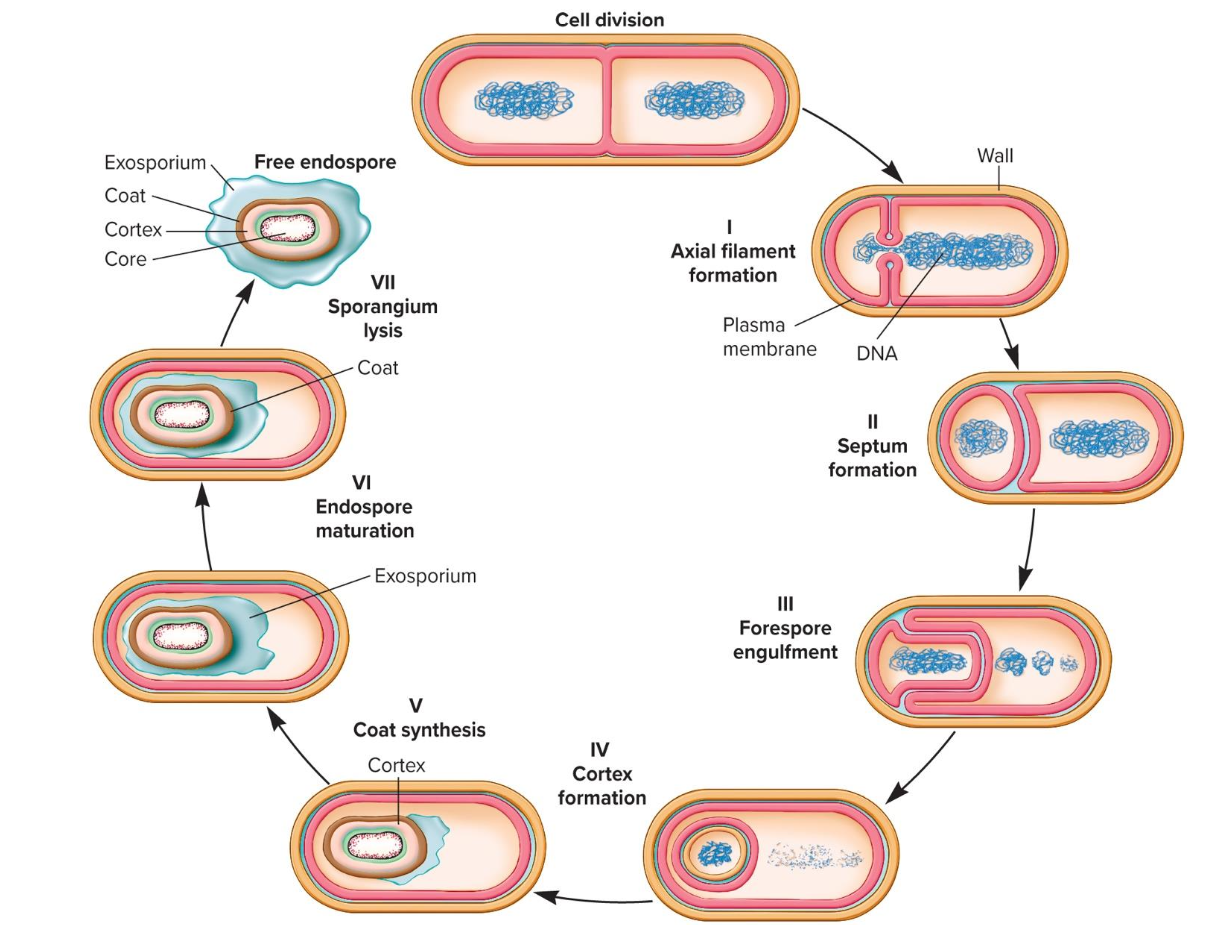 Cell division
Wall
I
Axial filament
formation
Plasma
membrane
DNA
II
Septum
formation
III
Forespore
engulfment
IV
Cortex
formation
V
Coat synthesis
Cortex
Exosporium
VI
Endospore
maturation
Coat
VII
Sporangium
lysis
Free endospore
Exosporium
Coat
Cortex
Core